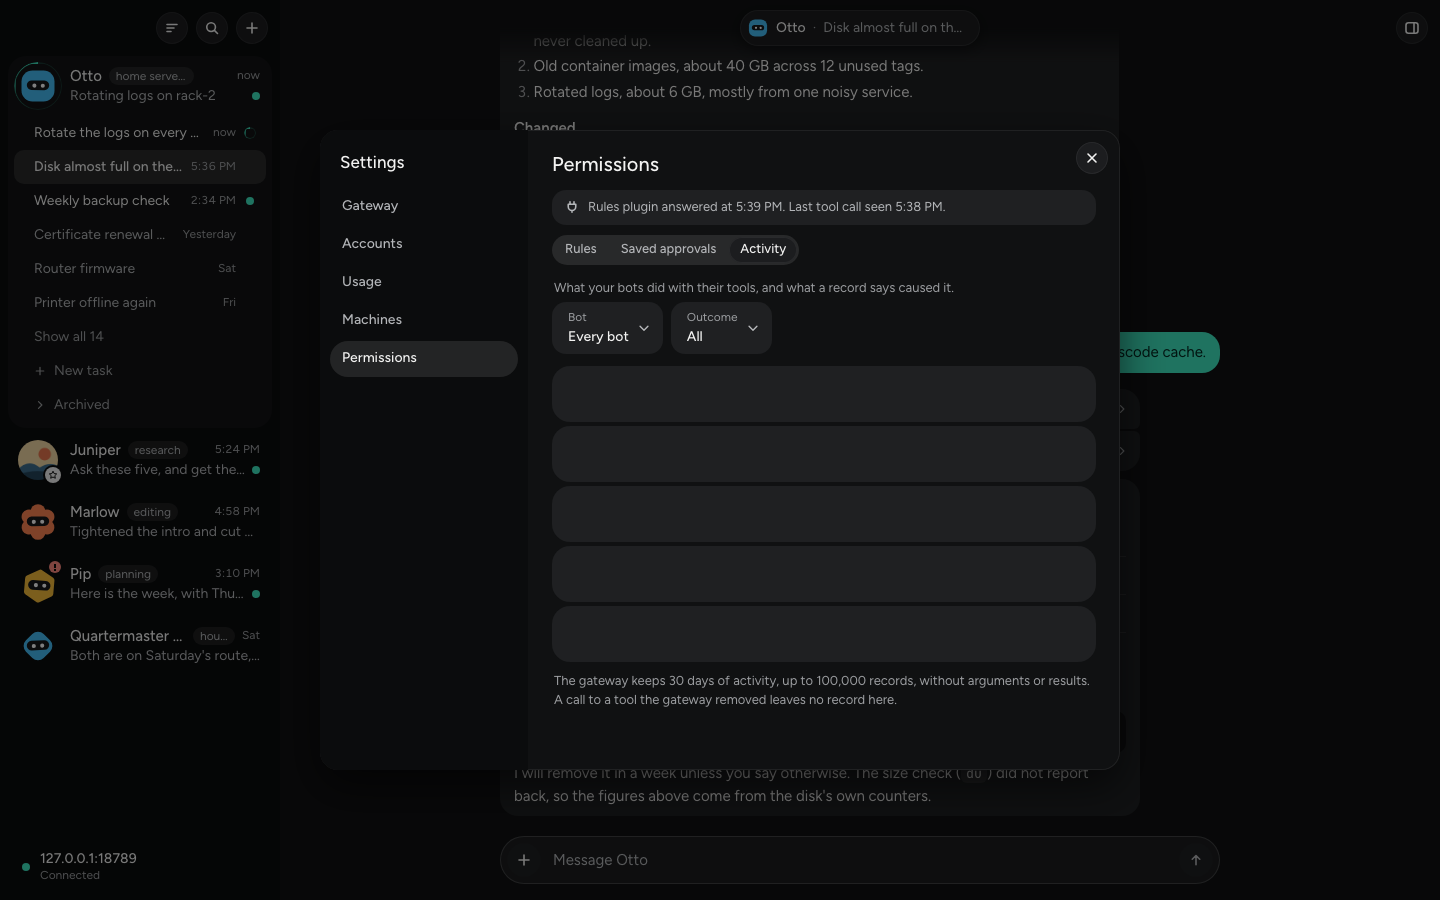 Otto · Disk almost full on th...
Otto home serve... now
Rotating logs on rack-2
Rotate the logs on every ... now
Disk almost full on the... 5:36 PM
Weekly backup check 2:34 PM
Certificate renewal ... Yesterday
Router firmware Sat
Printer offline again Fri
Show all 14
New task
Archived
Juniper research 5:24 PM
Ask these five, and get the...
Marlow editing 4:58 PM
Tightened the intro and cut ...
Pip planning 3:10 PM
Here is the week, with Thu...
Quartermaster ... hou... Sat
Both are on Saturday's route,...
127.0.0.1:18789
Connected
never cleaned up.
2. Old container images, about 40 GB across 12 unused tags.
3. Rotated logs, about 6 GB, mostly from one noisy service.
Changed
scode cache.
Settings
Gateway
Accounts
Usage
Machines
Permissions
Permissions
Rules plugin answered at 5:39 PM. Last tool call seen 5:38 PM.
Rules Saved approvals Activity
What your bots did with their tools, and what a record says caused it.
Bot
Every bot
Outcome
All
The gateway keeps 30 days of activity, up to 100,000 records, without arguments or results.
A call to a tool the gateway removed leaves no record here.
I will remove it in a week unless you say otherwise. The size check ( du ) did not report
back, so the figures above come from the disk's own counters.
Message Otto